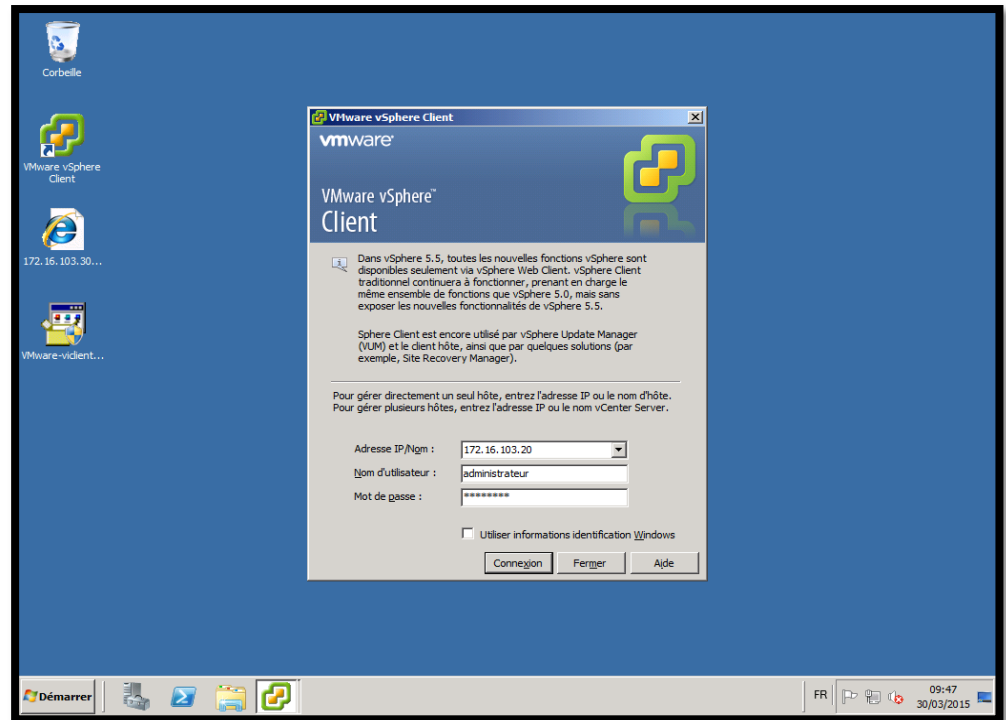 Corbeille
VMware vSphere
Client
172.16.103.30...
VMware-viclient...
VMware vSphere Client
vmware
VMware vSphere™
Client
Dans vSphere 5.5, toutes les nouvelles fonctions vSphere sont
disponibles seulement via vSphere Web Client. vSphere Client
traditionnel continuera à fonctionner, prenant en charge le
même ensemble de fonctions que vSphere 5.0, mais sans
exposer les nouvelles fonctionnalités de vSphere 5.5.
Sphere Client est encore utilisé par vSphere Update Manager
(VUM) et le client hôte, ainsi que par quelques solutions (par
exemple, Site Recovery Manager).
Pour gérer directement un seul hôte, entrez l'adresse IP ou le nom d'hôte.
Pour gérer plusieurs hôtes, entrez l'adresse IP ou le nom vCenter Server.
Adresse IP/Nom : 172.16.103.20
Nom d'utilisateur : administrateur
Mot de passe : ********
Utiliser informations identification Windows
Connexion Fermer Aide
Démarrer FR 09:47
30/03/2015